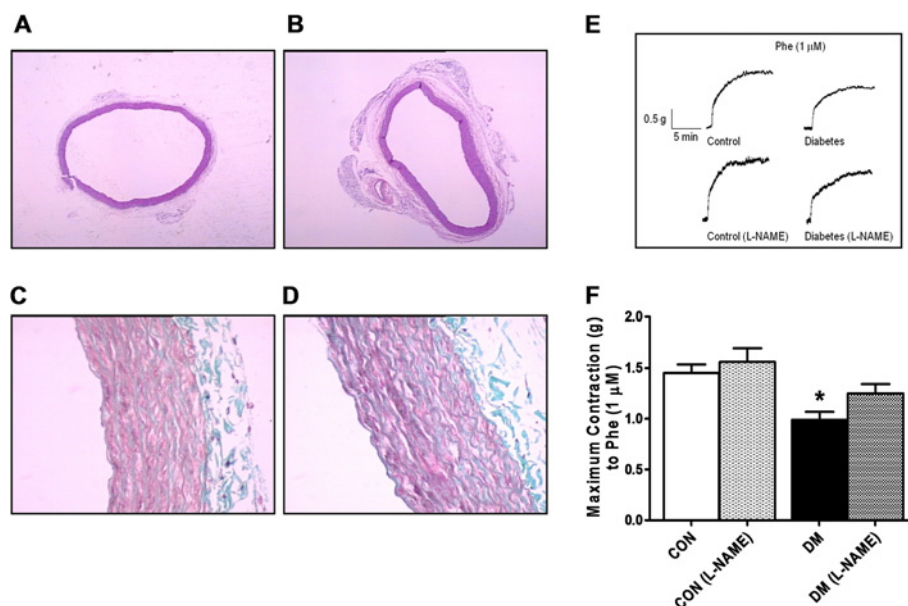 A
B
E
Phe (1 µM)
0.5 g
5 min
Control
Diabetes
Control (L-NAME)
Diabetes (L-NAME)
C
D
F
Maximum Contraction (g)
to Phe (1 µM)
2.0
1.5
1.0
0.5
0.0
*
CON
CON (L-NAME)
DM
DM (L-NAME)